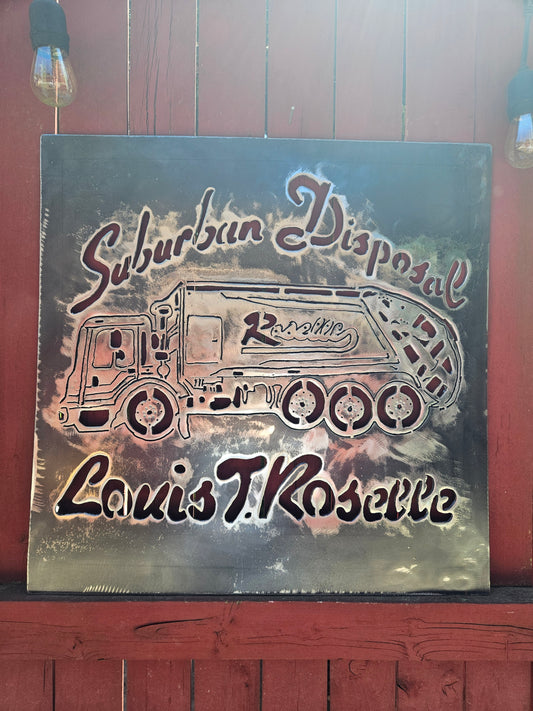 Suburban Disposal
Roselle
Louis T. Roselle